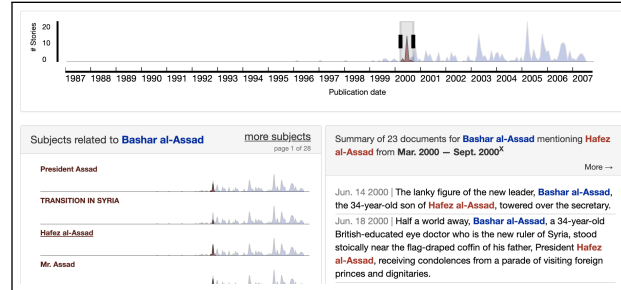 # Stories
20
10
0
1987 1988 1989 1990 1991 1992 1993 1994 1995 1996 1997 1998 1999 2000 2001 2002 2003 2004 2005 2006 2007
Publication date
Subjects related to Bashar al-Assad
more subjects
page 1 of 28
President Assad
TRANSITION IN SYRIA
Hafez al-Assad
Mr. Assad
Summary of 23 documents for Bashar al-Assad mentioning Hafez
al-Assad from Mar. 2000 — Sept. 2000X
More →
Jun. 14 2000 | The lanky figure of the new leader, Bashar al-Assad,
the 34-year-old son of Hafez al-Assad, towered over the secretary.
Jun. 18 2000 | Half a world away, Bashar al-Assad, a 34-year-old
British-educated eye doctor who is the new ruler of Syria, stood
stoically near the flag-draped coffin of his father, President Hafez
al-Assad, receiving condolences from a parade of visiting foreign
princes and dignitaries.